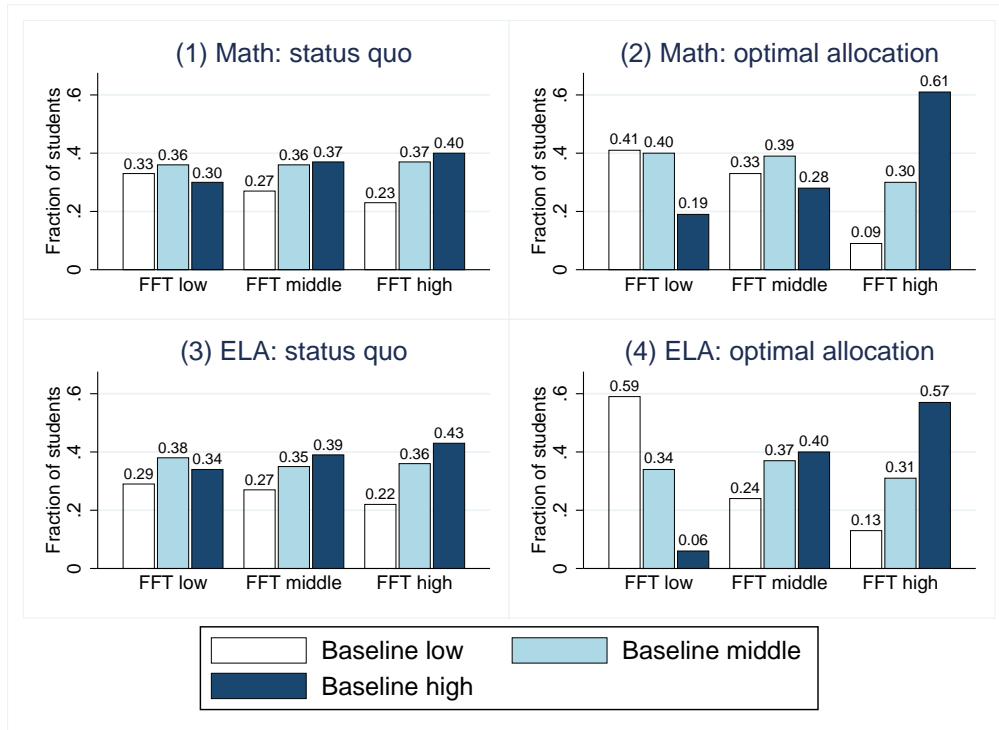 (1) Math: status quo
Fraction of students
0 .2 .4 .6
0.33 0.36 0.30
0.27 0.36 0.37
0.23 0.37 0.40
FFT low FFT middle FFT high
(2) Math: optimal allocation
Fraction of students
0 .2 .4 .6
0.41 0.40 0.19
0.33 0.39 0.28
0.09 0.30 0.61
FFT low FFT middle FFT high
(3) ELA: status quo
Fraction of students
0 .2 .4 .6
0.29 0.38 0.34
0.27 0.35 0.39
0.22 0.36 0.43
FFT low FFT middle FFT high
(4) ELA: optimal allocation
Fraction of students
0 .2 .4 .6
0.59 0.34 0.06
0.24 0.37 0.40
0.13 0.31 0.57
FFT low FFT middle FFT high
Baseline low Baseline middle
Baseline high